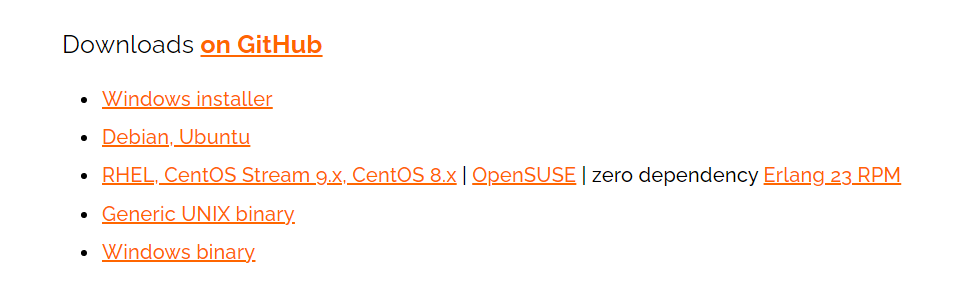 Downloads on GitHub
Windows installer
Debian, Ubuntu
RHEL, CentOS Stream 9.x, CentOS 8.x | OpenSUSE | zero dependency Erlang 23 RPM
Generic UNIX binary
Windows binary